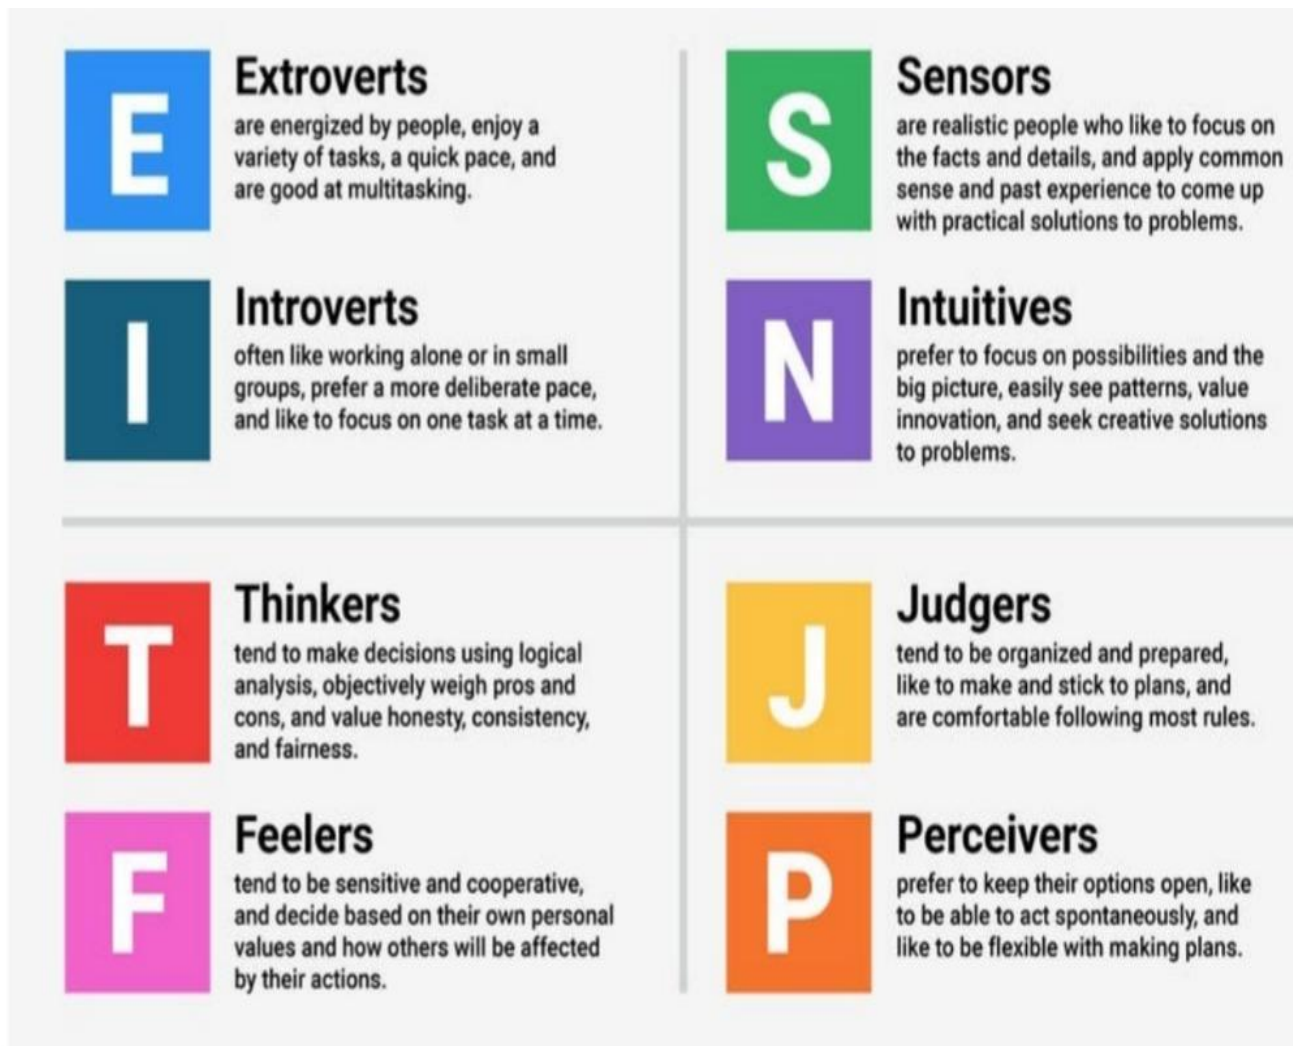 E
Extroverts
are energized by people, enjoy a
variety of tasks, a quick pace, and
are good at multitasking.
I
Introverts
often like working alone or in small
groups, prefer a more deliberate pace,
and like to focus on one task at a time.
S
Sensors
are realistic people who like to focus on
the facts and details, and apply common
sense and past experience to come up
with practical solutions to problems.
N
Intuitives
prefer to focus on possibilities and the
big picture, easily see patterns, value
innovation, and seek creative solutions
to problems.
T
Thinkers
tend to make decisions using logical
analysis, objectively weigh pros and
cons, and value honesty, consistency,
and fairness.
F
Feelers
tend to be sensitive and cooperative,
and decide based on their own personal
values and how others will be affected
by their actions.
J
Judgers
tend to be organized and prepared,
like to make and stick to plans, and
are comfortable following most rules.
P
Perceivers
prefer to keep their options open, like
to be able to act spontaneously, and
like to be flexible with making plans.